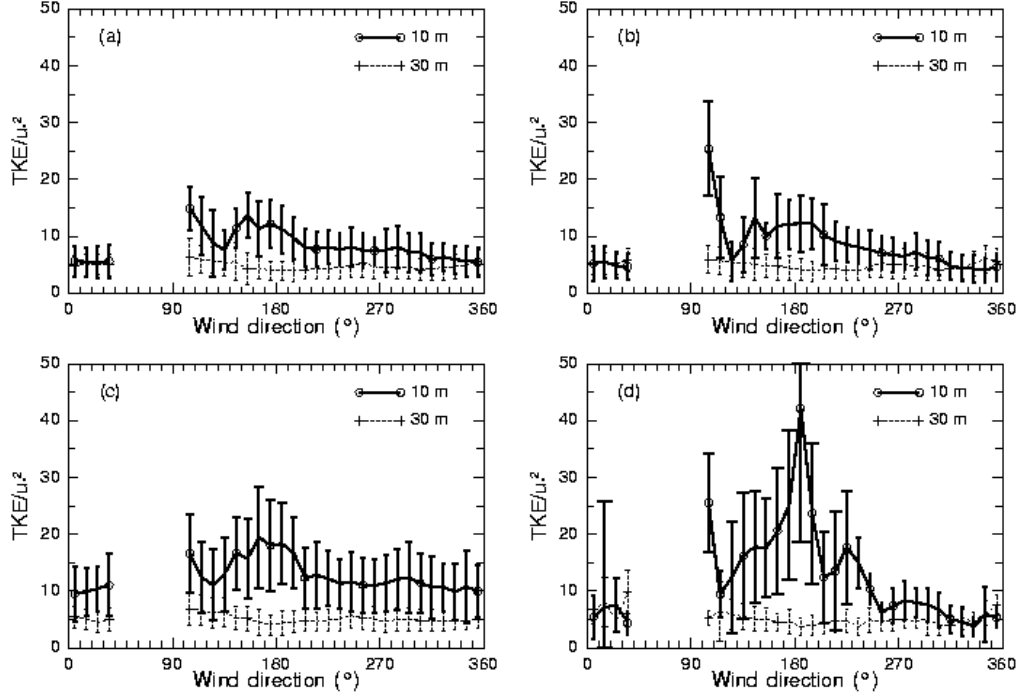 50 50
(a) 10 m (b) 10 m
40 30 m 40 30 m
TKE/u*² 30 TKE/u*² 30
20 20
10 10
0 0
0 90 180 270 360 0 90 180 270 360
Wind direction (°) Wind direction (°)
50 50
(c) 10 m (d) 10 m
40 30 m 40 30 m
TKE/u*² 30 TKE/u*² 30
20 20
10 10
0 0
0 90 180 270 360 0 90 180 270 360
Wind direction (°) Wind direction (°)